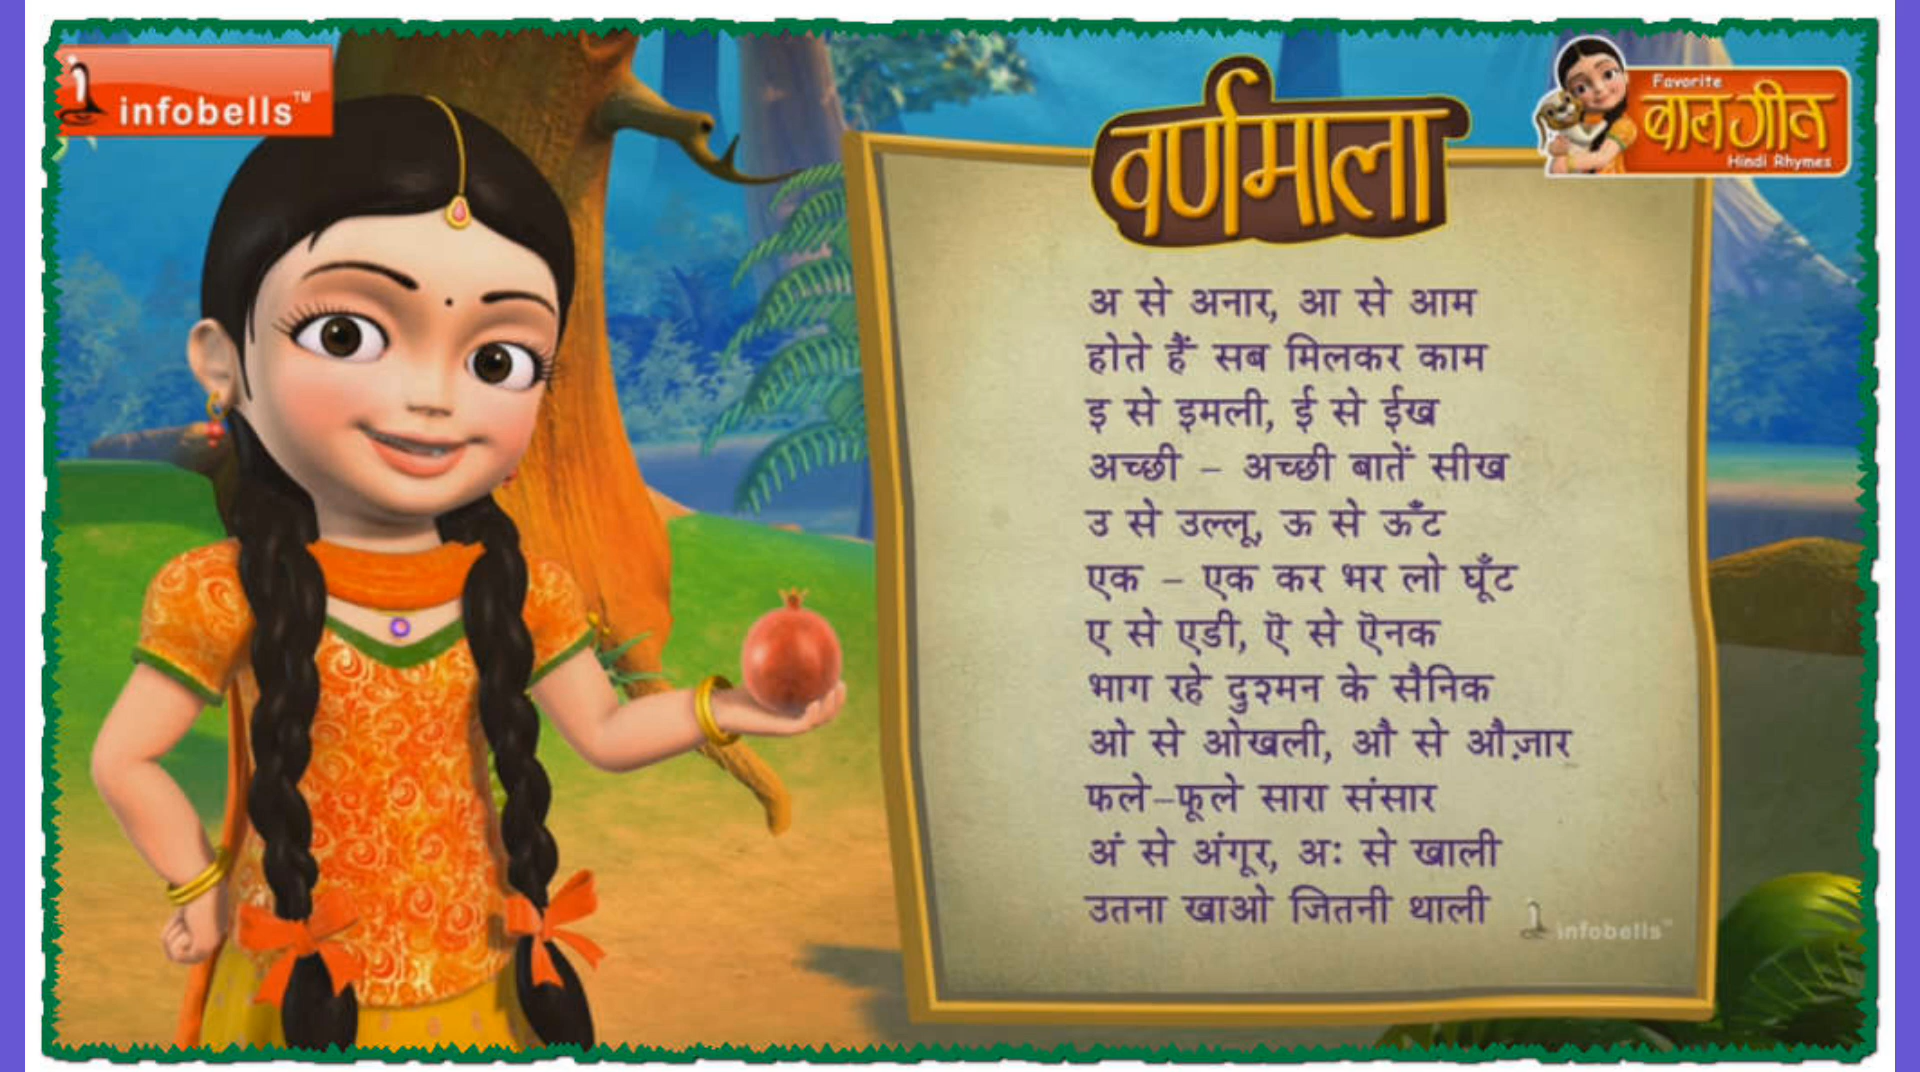 infobells™
वर्णमाला
Favorite
बाल गीत
Hindi Rhymes
अ से अनार, आ से आम
होते हैं सब मिलकर काम
इ से इमली, ई से ईख
अच्छी – अच्छी बातें सीख
उ से उल्लू, ऊ से ऊँट
एक – एक कर भर लो घूँट
ए से एडी, ऐ से ऐनक
भाग रहे दुश्मन के सैनिक
ओ से ओखली, औ से औज़ार
फले–फूले सारा संसार
अं से अंगूर, अः से खाली
उतना खाओ जितनी थाली
infobells™